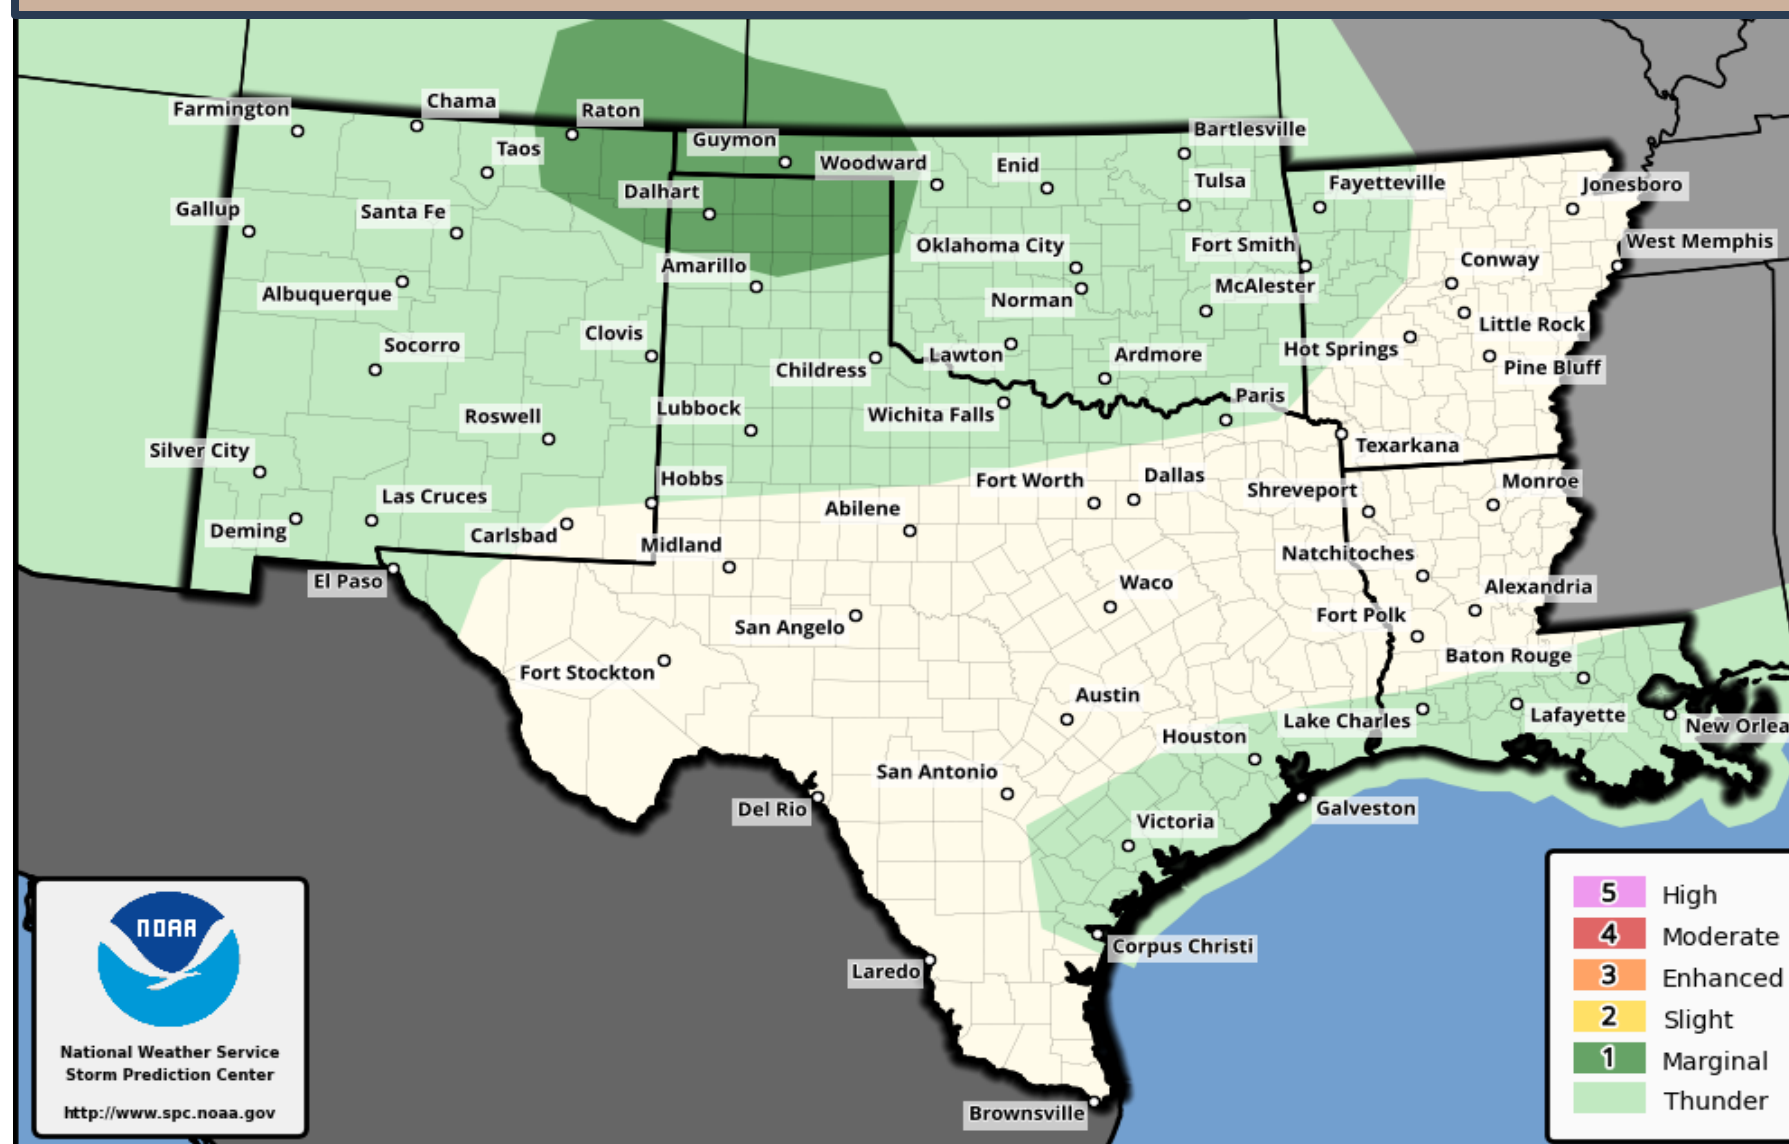 Farmington
Chama
Raton
Taos
Guymon
Woodward
Enid
Bartlesville
Tulsa
Fayetteville
Jonesboro
Dalhart
Gallup
Santa Fe
Oklahoma City
Fort Smith
West Memphis
Amarillo
Conway
Albuquerque
Norman
McAlester
Clovis
Little Rock
Socorro
Hot Springs
Lawton
Ardmore
Childress
Pine Bluff
Paris
Roswell
Lubbock
Wichita Falls
Silver City
Texarkana
Hobbs
Fort Worth
Dallas
Shreveport
Monroe
Las Cruces
Abilene
Deming
Carlsbad
Midland
Natchitoches
El Paso
Waco
Alexandria
San Angelo
Fort Polk
Fort Stockton
Baton Rouge
Austin
Lake Charles
Lafayette
New Orlea
Houston
San Antonio
Del Rio
Galveston
Victoria
Corpus Christi
Laredo
Brownsville
NOAA
National Weather Service
Storm Prediction Center
http://www.spc.noaa.gov
5 High
4 Moderate
3 Enhanced
2 Slight
1 Marginal
Thunder